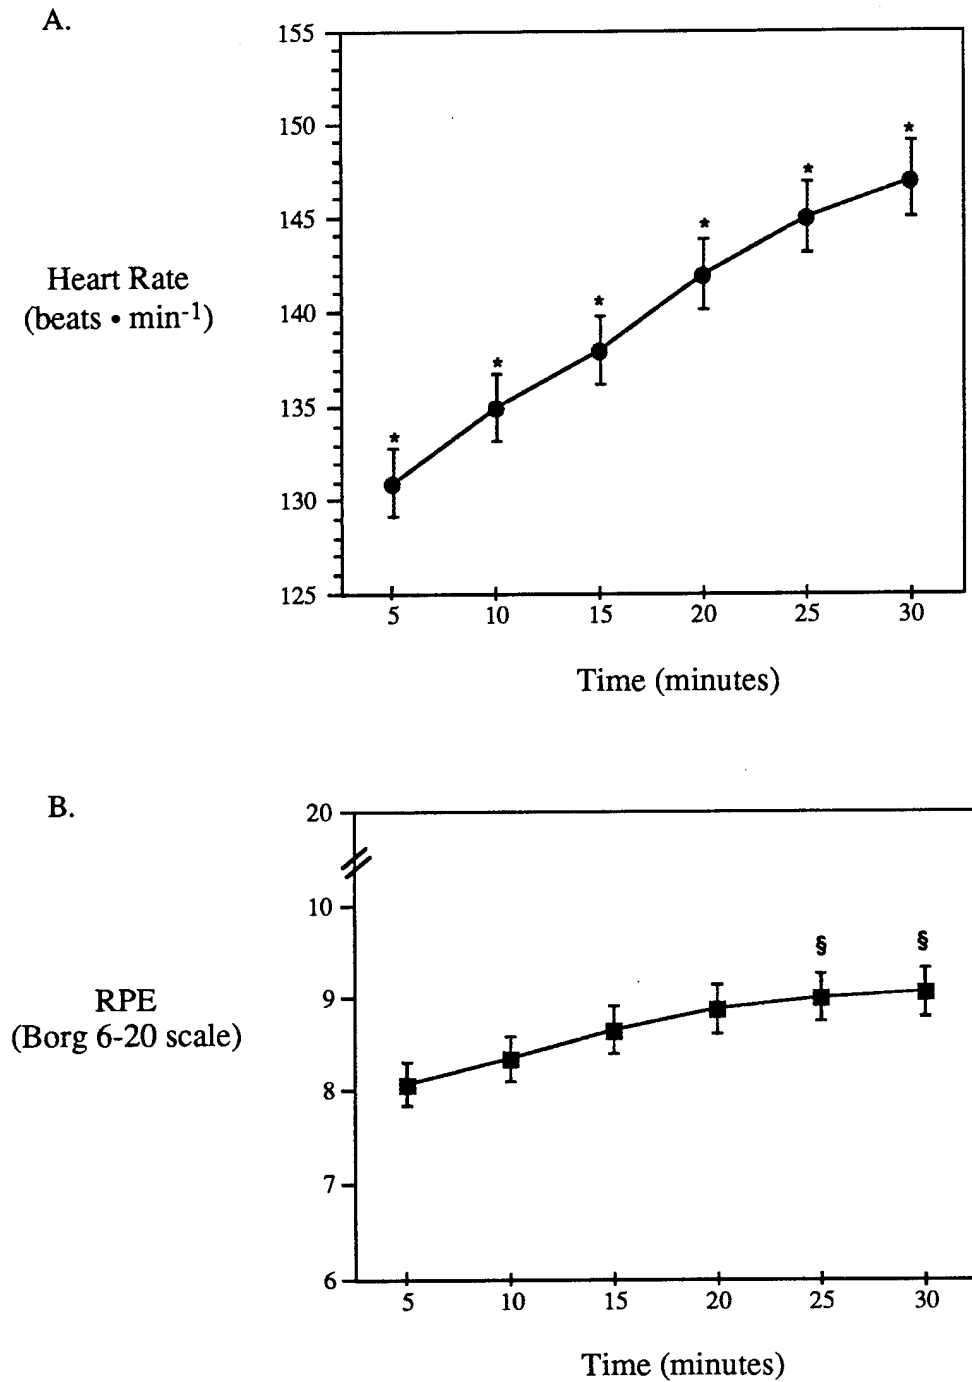 A.
155
150
145
140
135
130
125
Heart Rate
(beats • min-1)
*
*
*
*
*
*
5 10 15 20 25 30
Time (minutes)
B.
20
10
9
8
7
6
RPE
(Borg 6-20 scale)
§ §
5 10 15 20 25 30
Time (minutes)